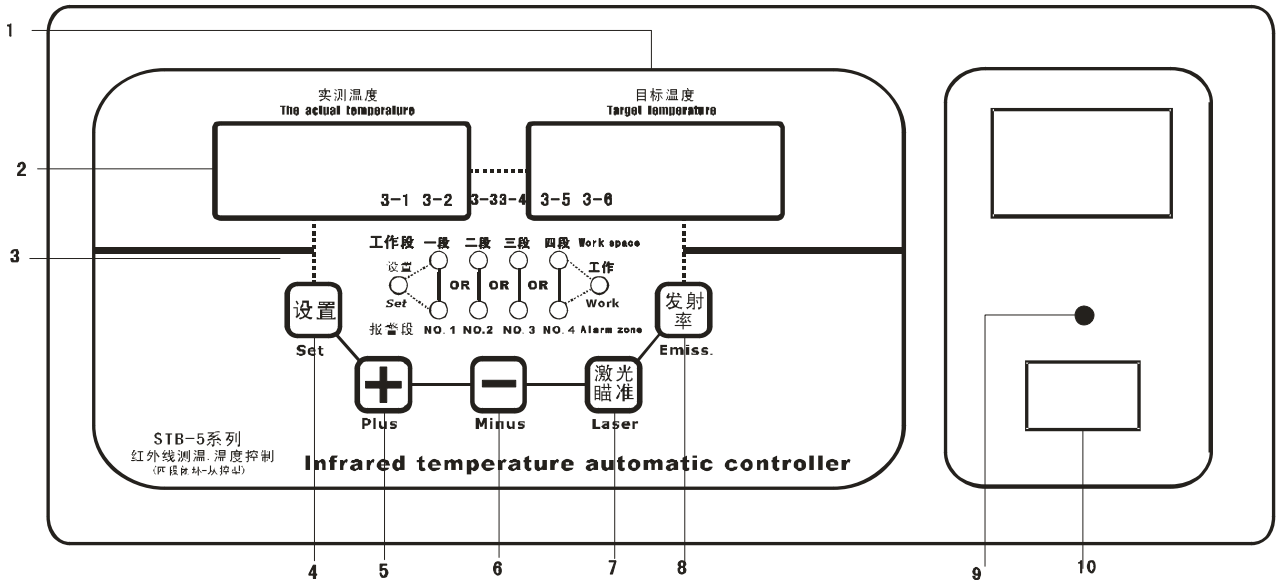 1
实测温度
The actual temperature
目标温度
Target temperature
2
3-1 3-2 3-3 3-4 3-5 3-6
工作段 一段 二段 三段 四段 Work space
3
设置
工作
OR OR OR
Set
Work
设置
发射
率
报警段 NO.1 NO.2 NO.3 NO.4 Alarm zone
Set
Emiss.
激光
瞄准
Plus
Minus
Laser
STB-5系列
红外线测温.温度控制
Infrared temperature automatic controller
4
5
6
7
8
9
10